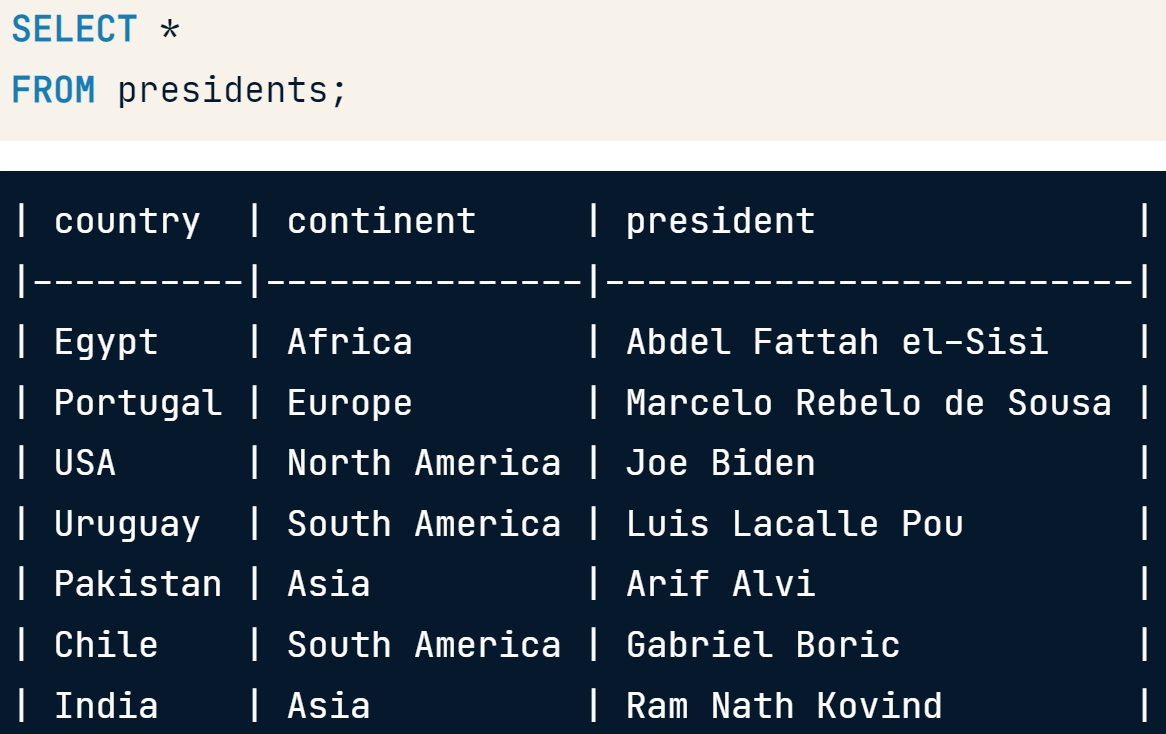 SELECT *
FROM presidents;
| country  | continent     | president               |
|----------|---------------|-------------------------|
| Egypt    | Africa        | Abdel Fattah el-Sisi    |
| Portugal | Europe        | Marcelo Rebelo de Sousa |
| USA      | North America | Joe Biden               |
| Uruguay  | South America | Luis Lacalle Pou        |
| Pakistan | Asia          | Arif Alvi               |
| Chile    | South America | Gabriel Boric           |
| India    | Asia          | Ram Nath Kovind         |